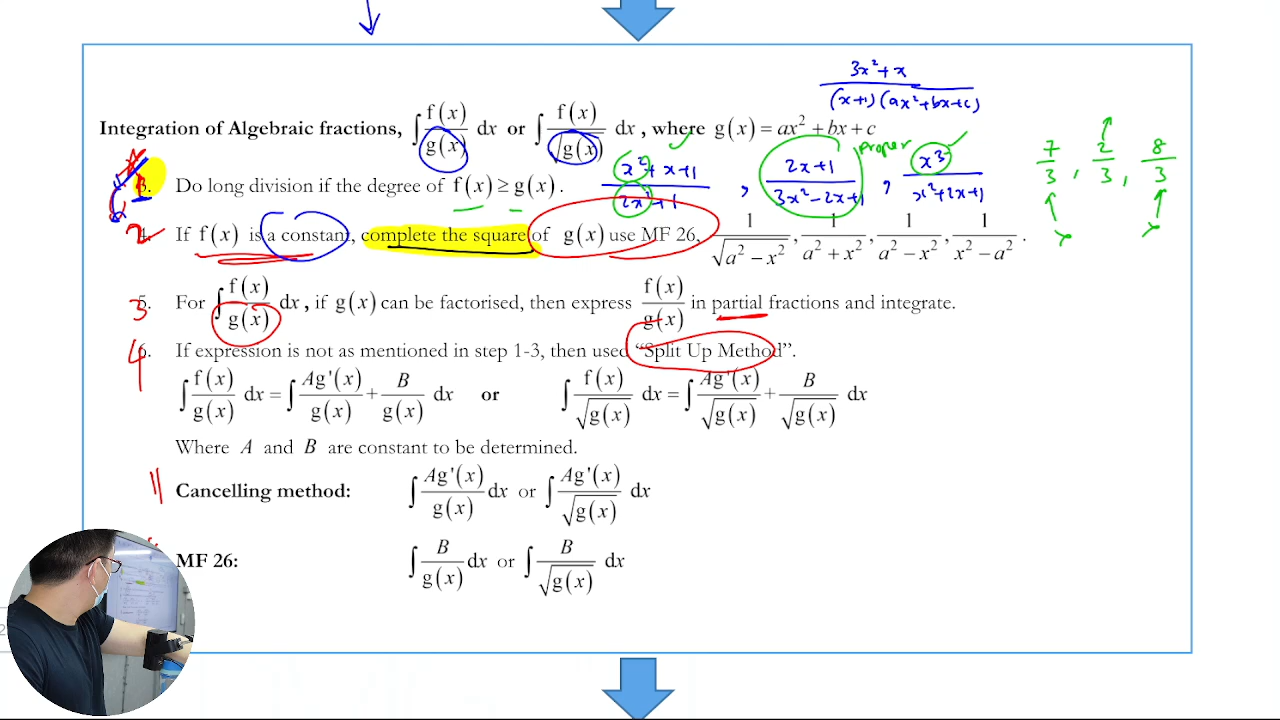 3x² + x
(x+1)(ax²+bx+c)
Integration of Algebraic fractions, ∫ f(x)/g(x) dx or ∫ f(x)/√g(x) dx, where g(x) = ax² + bx + c
proper
Do long division if the degree of f(x) ≥ g(x). (x²+x+1)/(2x²+1), (2x+1)/(3x²-2x+1), x³/(x²+2x+1) 7/3, 2/3, 8/3
2 If f(x) is a constant, complete the square of g(x) use MF 26, 1/√(a² − x²), 1/(a² + x²), 1/(a² − x²), 1/(x² − a²).
3 5. For ∫ f(x)/g(x) dx, if g(x) can be factorised, then express f(x)/g(x) in partial fractions and integrate.
4 6. If expression is not as mentioned in step 1-3, then used “Split Up Method”.
∫ f(x)/g(x) dx = ∫ Ag'(x)/g(x) + B/g(x) dx or ∫ f(x)/√g(x) dx = ∫ Ag'(x)/√g(x) + B/√g(x) dx
Where A and B are constant to be determined.
Cancelling method: ∫ Ag'(x)/g(x) dx or ∫ Ag'(x)/√g(x) dx
MF 26: ∫ B/g(x) dx or ∫ B/√g(x) dx